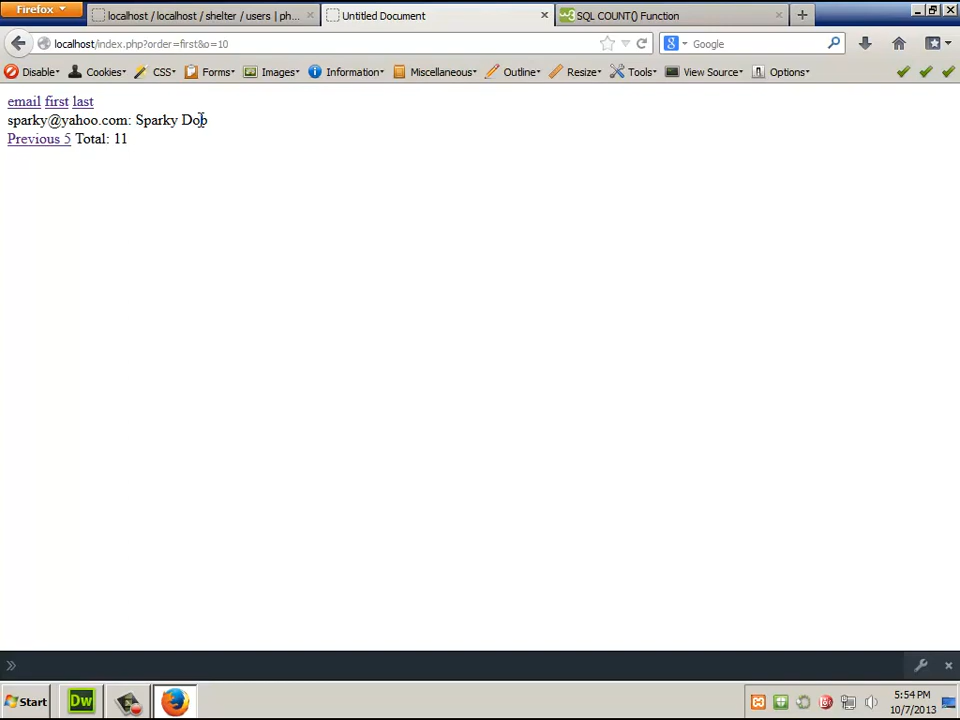 Firefox
localhost / localhost / shelter / users | ph...
Untitled Document
SQL COUNT() Function
localhost/index.php?order=first&o=10
Google
Disable
Cookies
CSS
Forms
Images
Information
Miscellaneous
Outline
Resize
Tools
View Source
Options
email first last
sparky@yahoo.com: Sparky Dob
Previous 5 Total: 11
Start
Dw
5:54 PM
10/7/2013